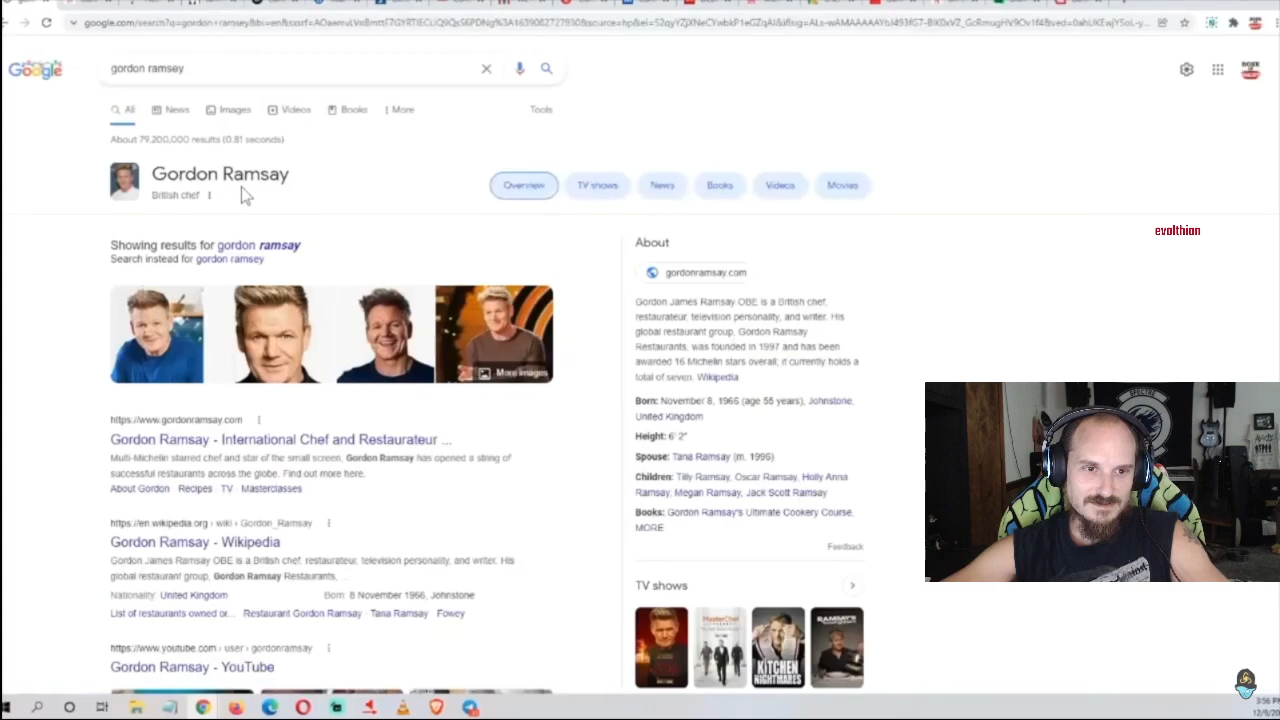 Google
gordon ramsey
All News Images Videos Books More Tools
About 79,200,000 results (0.81 seconds)
Gordon Ramsay
British chef
Overview TV shows News Books Videos Movies
Showing results for gordon ramsay
Search instead for gordon ramsey
More images
https://www.gordonramsay.com
Gordon Ramsay - International Chef and Restaurateur ...
Multi-Michelin starred chef and star of the small screen, Gordon Ramsay has opened a string of
successful restaurants across the globe. Find out more here.
About Gordon Recipes TV Masterclasses
https://en.wikipedia.org › wiki › Gordon_Ramsay
Gordon Ramsay - Wikipedia
Gordon James Ramsay OBE is a British chef, restaurateur, television personality, and writer. His
global restaurant group, Gordon Ramsay Restaurants, ...
Nationality: United Kingdom Born: 8 November 1966, Johnstone
List of restaurants owned or... Restaurant Gordon Ramsay Tana Ramsay Fowey
https://www.youtube.com › user › gordonramsay
Gordon Ramsay - YouTube
About
gordonramsay.com
Gordon James Ramsay OBE is a British chef,
restaurateur, television personality, and writer. His
global restaurant group, Gordon Ramsay
Restaurants, was founded in 1997 and has been
awarded 16 Michelin stars overall; it currently holds a
total of seven. Wikipedia
Born: November 8, 1966 (age 55 years), Johnstone,
United Kingdom
Height: 6′ 2″
Spouse: Tana Ramsay (m. 1996)
Children: Tilly Ramsay, Oscar Ramsay, Holly Anna
Ramsay, Megan Ramsay, Jack Scott Ramsay
Books: Gordon Ramsay's Ultimate Cookery Course,
MORE
Feedback
TV shows
MasterChef
KITCHEN
NIGHTMARES
RAMSAY'S
evolthion
SPECTRE
3:56 PM